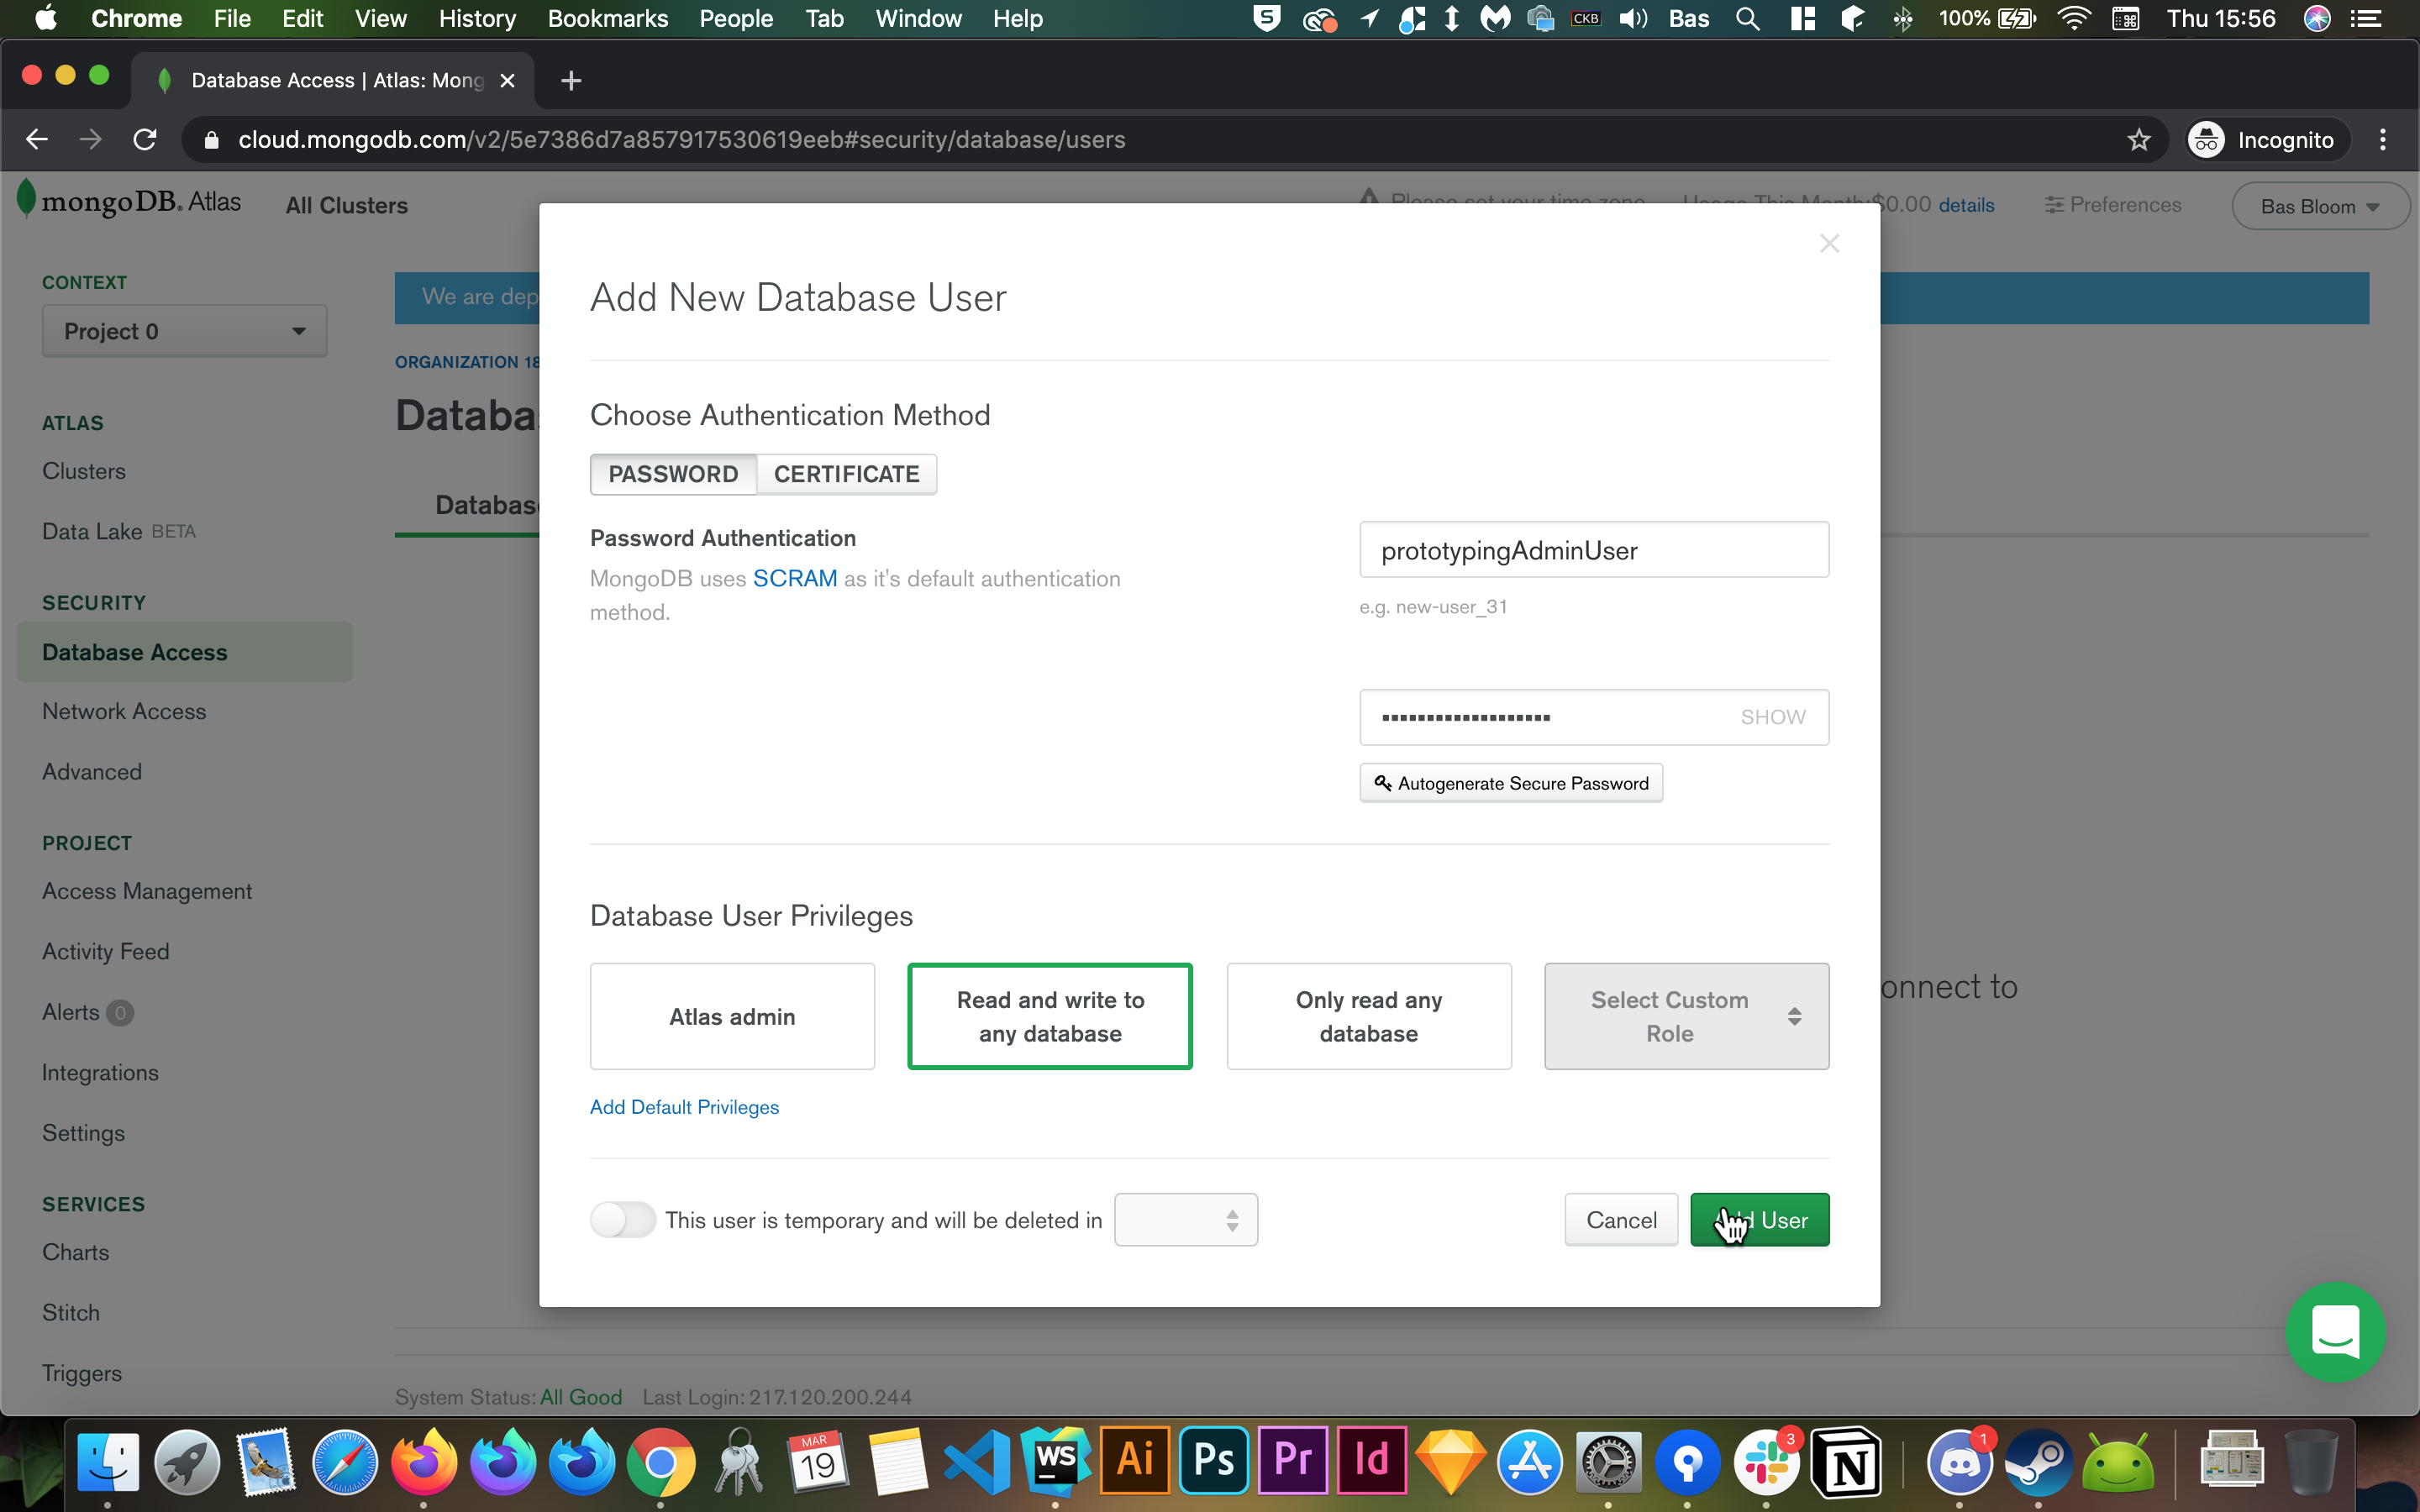 Chrome File Edit View History Bookmarks People Tab Window Help CKB Bas 100% Thu 15:56
Database Access | Atlas: Mong
cloud.mongodb.com/v2/5e7386d7a857917530619eeb#security/database/users Incognito
mongoDB. Atlas All Clusters Please set your time zone Usage This Month:$0.00 details Preferences Bas Bloom
CONTEXT
Project 0
We are dep
ORGANIZATION 18
Databa
Database
ATLAS
Clusters
Data Lake BETA
SECURITY
Database Access
Network Access
Advanced
PROJECT
Access Management
Activity Feed
Alerts 0
Integrations
Settings
SERVICES
Charts
Stitch
Triggers
Add New Database User
Choose Authentication Method
PASSWORD CERTIFICATE
Password Authentication
MongoDB uses SCRAM as it's default authentication
method.
prototypingAdminUser
e.g. new-user_31
SHOW
Autogenerate Secure Password
Database User Privileges
Atlas admin
Read and write to
any database
Only read any
database
Select Custom
Role
Add Default Privileges
This user is temporary and will be deleted in
Cancel
User
onnect to
System Status: All Good Last Login: 217.120.200.244
MAR
19
WS
Ai
Ps
Pr
Id
3
N
1